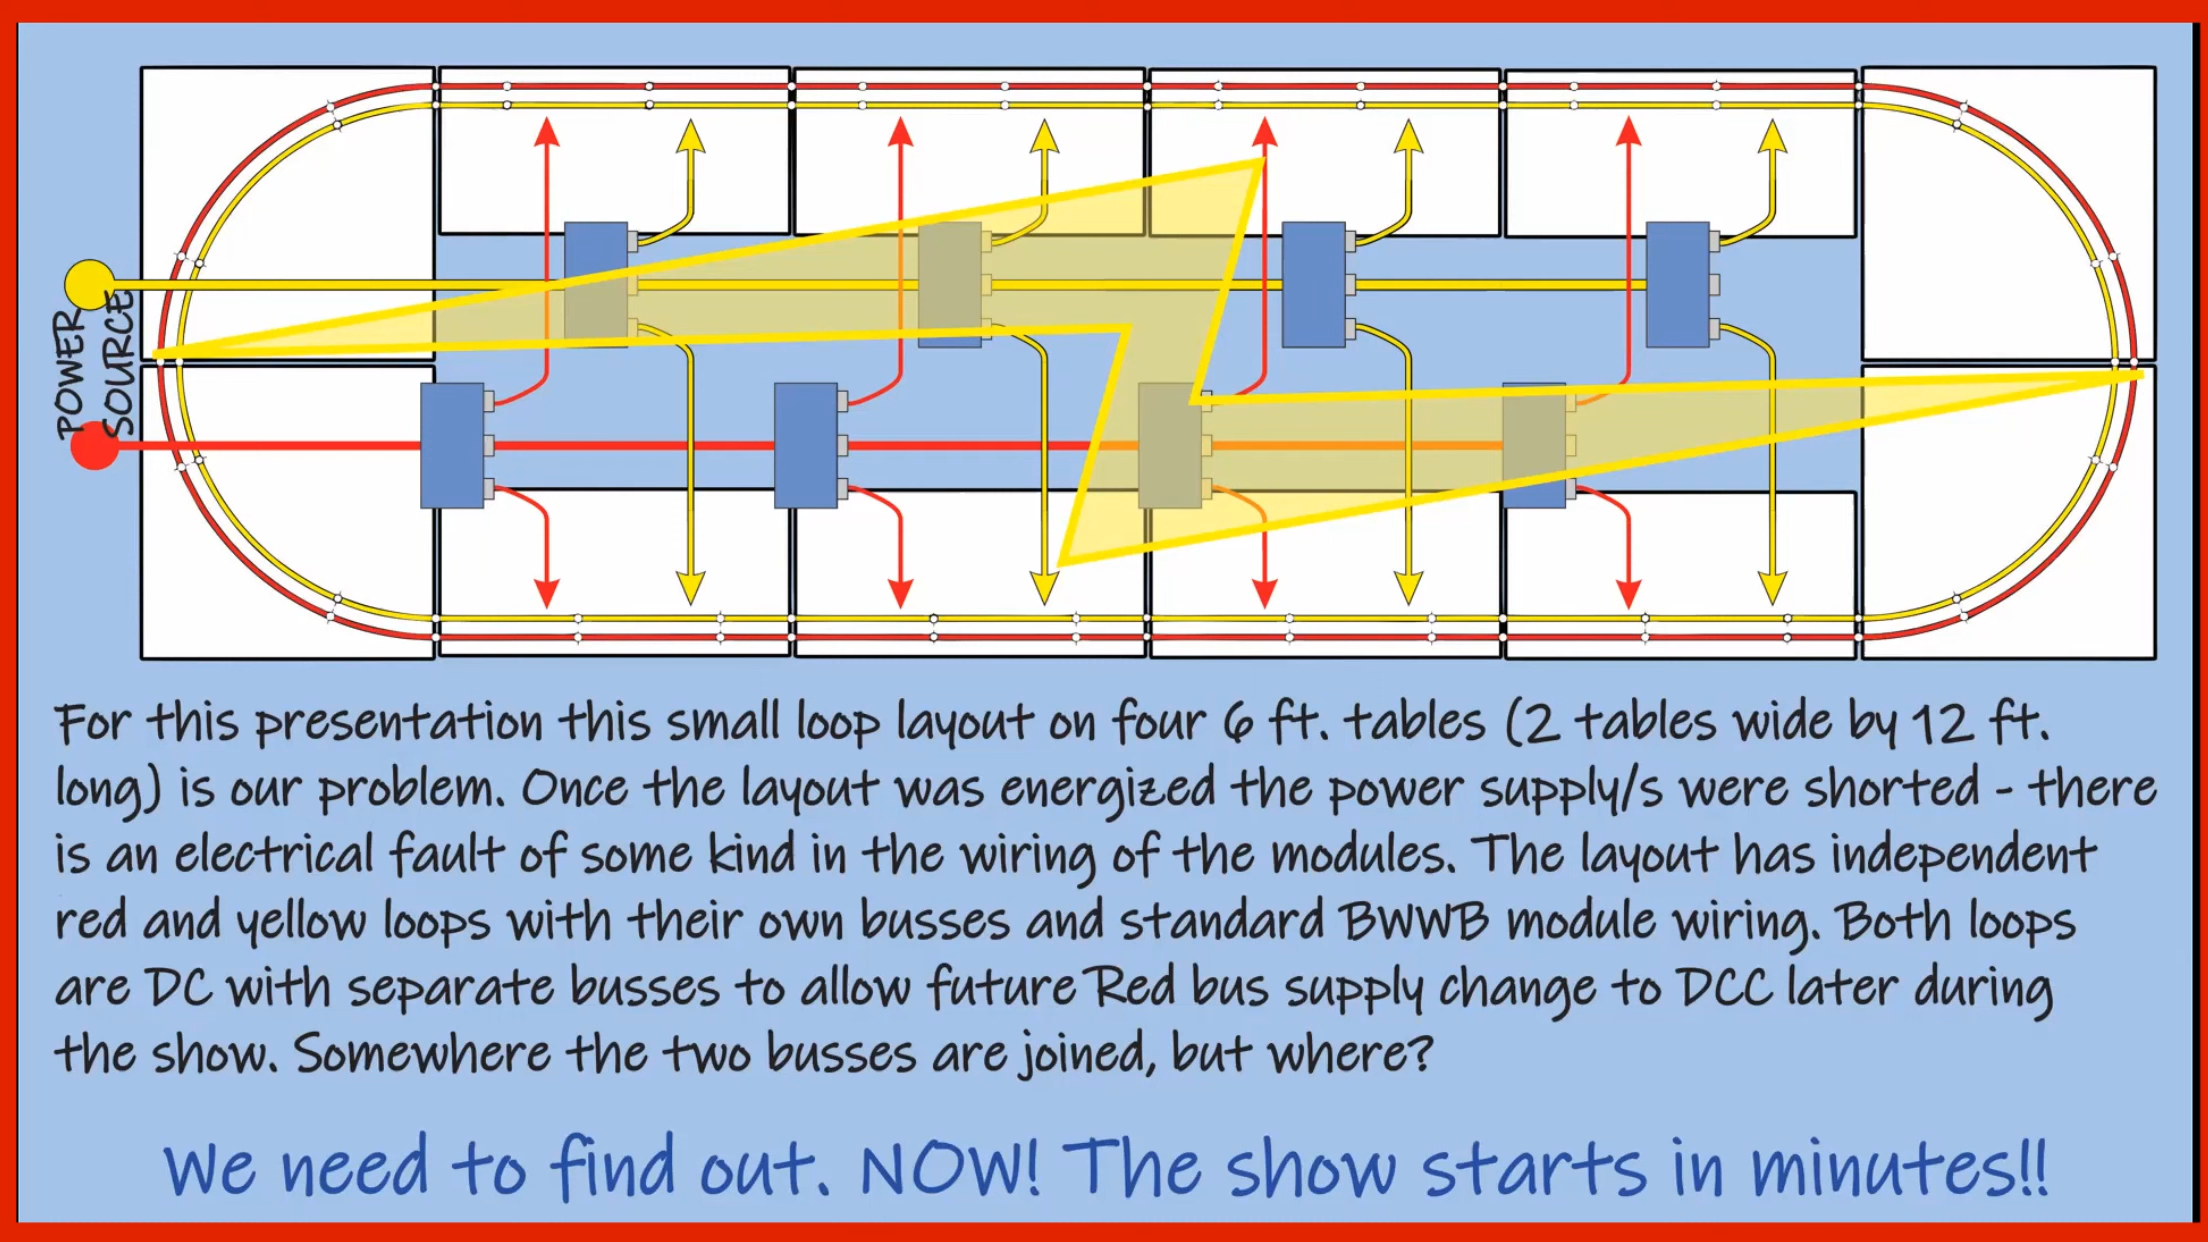 POWER
SOURCE
For this presentation this small loop layout on four 6 ft. tables (2 tables wide by 12 ft.
long) is our problem. Once the layout was energized the power supply/s were shorted - there
is an electrical fault of some kind in the wiring of the modules. The layout has independent
red and yellow loops with their own busses and standard BWWB module wiring. Both loops
are DC with separate busses to allow future Red bus supply change to DCC later during
the show. Somewhere the two busses are joined, but where?
We need to find out. NOW! The show starts in minutes!!